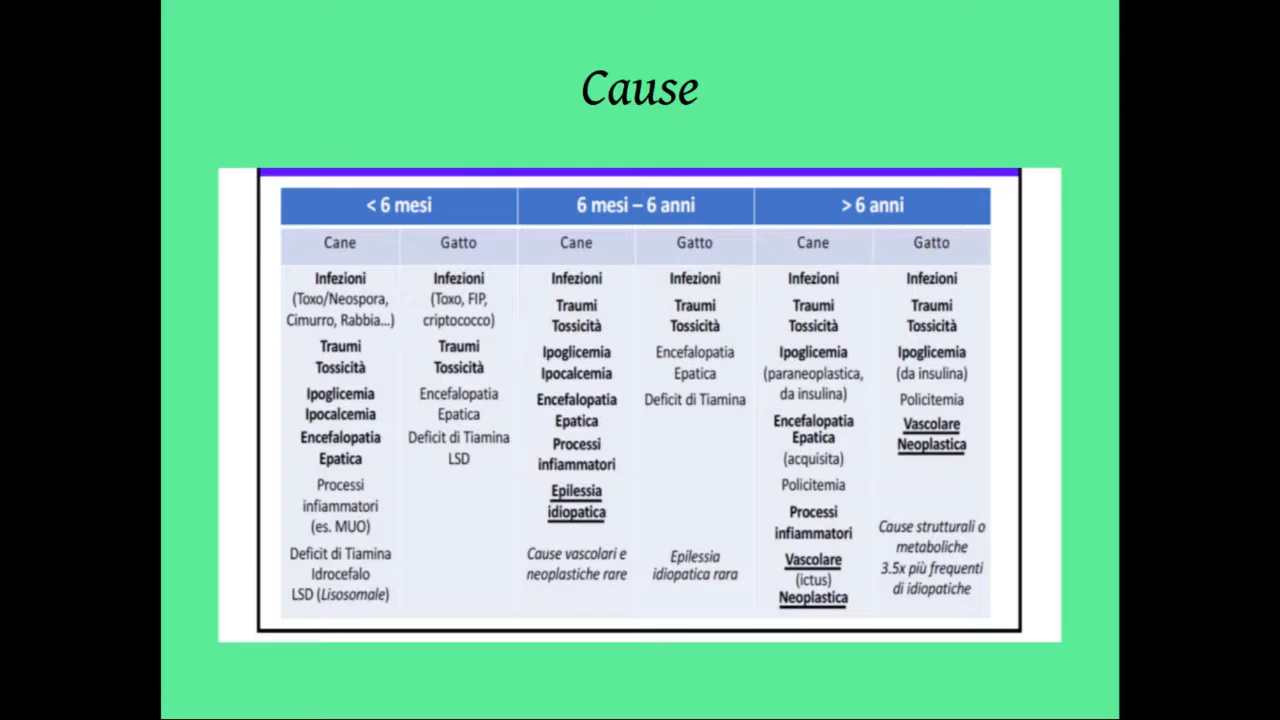 Cause
< 6 mesi
6 mesi – 6 anni
> 6 anni
Cane
Gatto
Cane
Gatto
Cane
Gatto
Infezioni
(Toxo/Neospora,
Cimurro, Rabbia...)
Traumi
Tossicità
Ipoglicemia
Ipocalcemia
Encefalopatia
Epatica
Processi
infiammatori
(es. MUO)
Deficit di Tiamina
Idrocefalo
LSD (Lisosomale)
Infezioni
(Toxo, FIP,
criptococco)
Traumi
Tossicità
Encefalopatia
Epatica
Deficit di Tiamina
LSD
Infezioni
Traumi
Tossicità
Ipoglicemia
Ipocalcemia
Encefalopatia
Epatica
Processi
infiammatori
Epilessia
idiopatica
Cause vascolari e
neoplastiche rare
Infezioni
Traumi
Tossicità
Encefalopatia
Epatica
Deficit di Tiamina
Epilessia
idiopatica rara
Infezioni
Traumi
Tossicità
Ipoglicemia
(paraneoplastica,
da insulina)
Encefalopatia
Epatica
(acquisita)
Policitemia
Processi
infiammatori
Vascolare
(ictus)
Neoplastica
Infezioni
Traumi
Tossicità
Ipoglicemia
(da insulina)
Policitemia
Vascolare
Neoplastica
Cause strutturali o
metaboliche
3.5x più frequenti
di idiopatiche